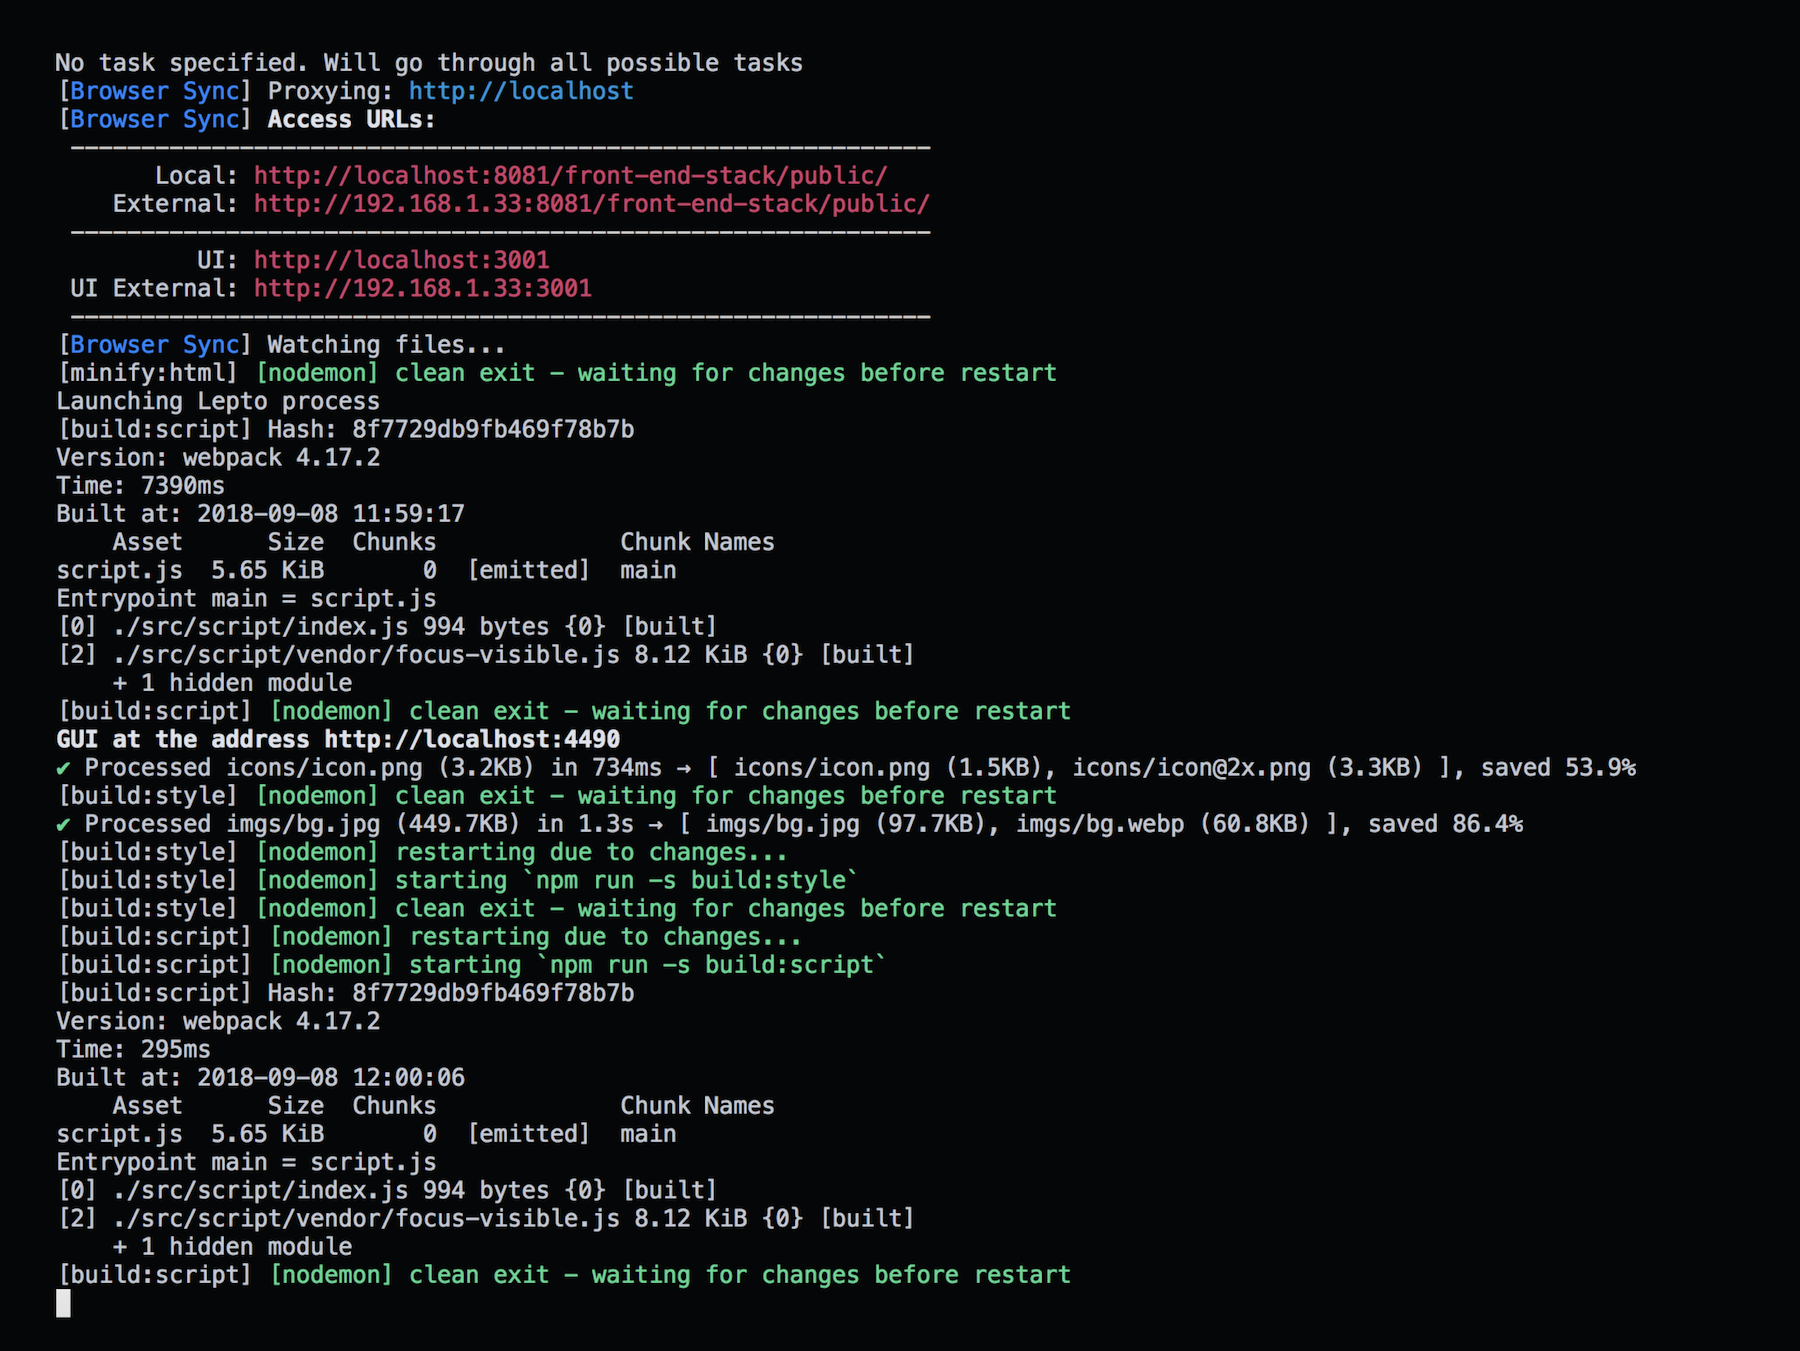 No task specified. Will go through all possible tasks
[Browser Sync] Proxying: http://localhost
[Browser Sync] Access URLs:
-------------------------------------------------------------
Local: http://localhost:8081/front-end-stack/public/
External: http://192.168.1.33:8081/front-end-stack/public/
-------------------------------------------------------------
UI: http://localhost:3001
UI External: http://192.168.1.33:3001
-------------------------------------------------------------
[Browser Sync] Watching files...
[minify:html] [nodemon] clean exit - waiting for changes before restart
Launching Lepto process
[build:script] Hash: 8f7729db9fb469f78b7b
Version: webpack 4.17.2
Time: 7390ms
Built at: 2018-09-08 11:59:17
Asset Size Chunks Chunk Names
script.js 5.65 KiB 0 [emitted] main
Entrypoint main = script.js
[0] ./src/script/index.js 994 bytes {0} [built]
[2] ./src/script/vendor/focus-visible.js 8.12 KiB {0} [built]
+ 1 hidden module
[build:script] [nodemon] clean exit - waiting for changes before restart
GUI at the address http://localhost:4490
✔ Processed icons/icon.png (3.2KB) in 734ms → [ icons/icon.png (1.5KB), icons/icon@2x.png (3.3KB) ], saved 53.9%
[build:style] [nodemon] clean exit - waiting for changes before restart
✔ Processed imgs/bg.jpg (449.7KB) in 1.3s → [ imgs/bg.jpg (97.7KB), imgs/bg.webp (60.8KB) ], saved 86.4%
[build:style] [nodemon] restarting due to changes...
[build:style] [nodemon] starting `npm run -s build:style`
[build:style] [nodemon] clean exit - waiting for changes before restart
[build:script] [nodemon] restarting due to changes...
[build:script] [nodemon] starting `npm run -s build:script`
[build:script] Hash: 8f7729db9fb469f78b7b
Version: webpack 4.17.2
Time: 295ms
Built at: 2018-09-08 12:00:06
Asset Size Chunks Chunk Names
script.js 5.65 KiB 0 [emitted] main
Entrypoint main = script.js
[0] ./src/script/index.js 994 bytes {0} [built]
[2] ./src/script/vendor/focus-visible.js 8.12 KiB {0} [built]
+ 1 hidden module
[build:script] [nodemon] clean exit - waiting for changes before restart